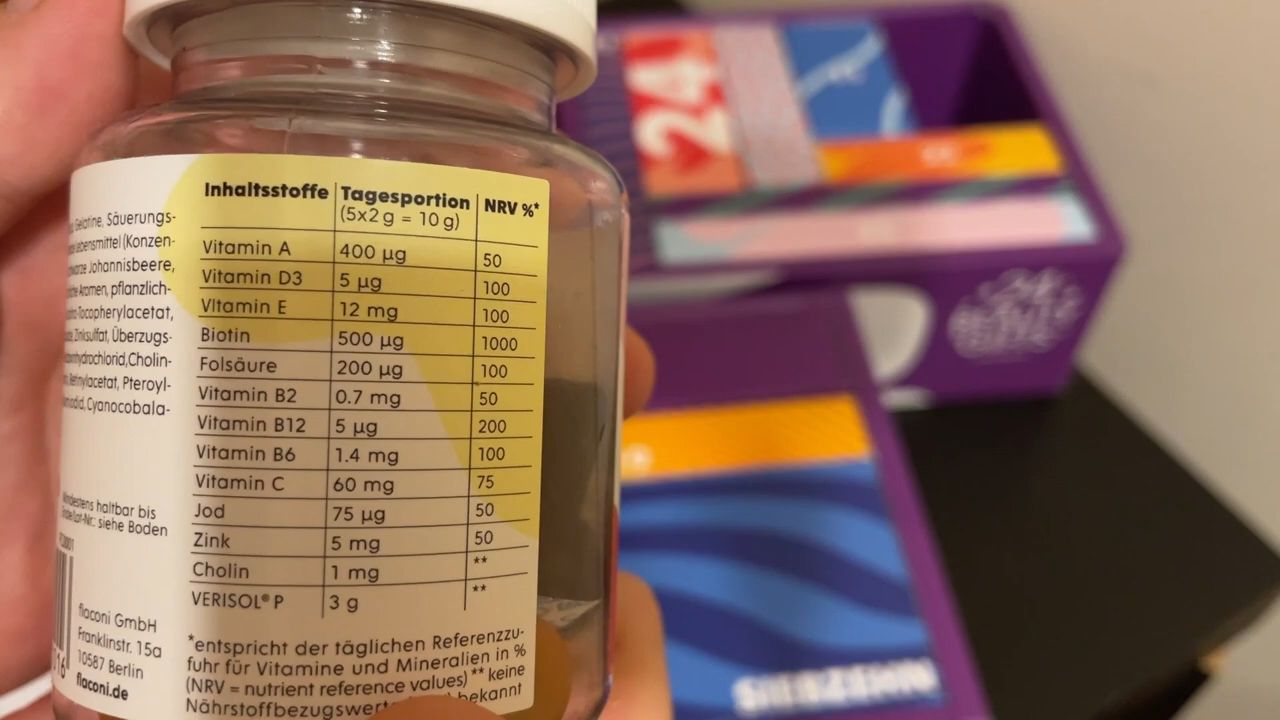 Gelatine, Säuerungs-
(Konzen-
Johannisbeere,
Aromen, pflanzlich-
Tocopherylacetat,
Zinksulfat, Überzugs-
Cholin-
Retinylacetat, Pteroyl-
Cyanocobala-
Mindestens haltbar bis
siehe Boden
flaconi GmbH
Franklinstr. 15a
10587 Berlin
flaconi.de
Inhaltsstoffe Tagesportion NRV %*
(5x2 g = 10 g)
Vitamin A 400 µg 50
Vitamin D3 5 µg 100
VItamin E 12 mg 100
Biotin 500 µg 1000
Folsäure 200 µg 100
Vitamin B2 0.7 mg 50
Vitamin B12 5 µg 200
Vitamin B6 1.4 mg 100
Vitamin C 60 mg 75
Jod 75 µg 50
Zink 5 mg 50
Cholin 1 mg **
VERISOL® P 3 g **
*entspricht der täglichen Referenzzu-
fuhr für Vitamine und Mineralien in %
(NRV = nutrient reference values) ** keine
bekannt
24
SIEBZEHN